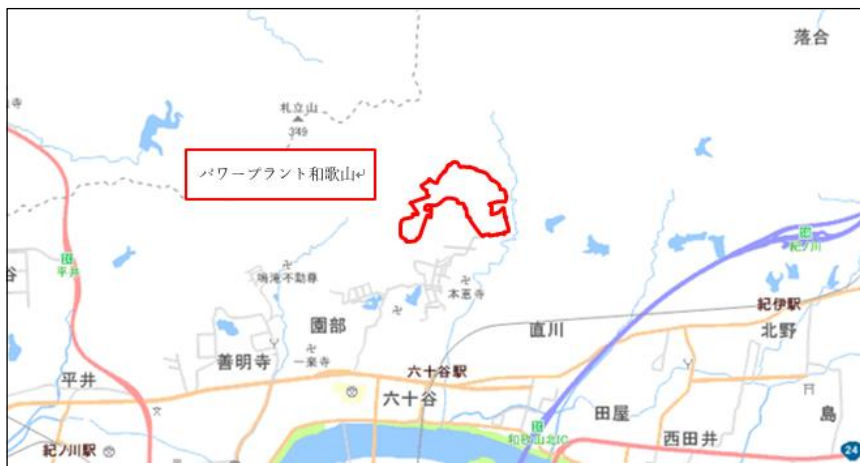 落合
寺
札立山
349
パワープラント和歌山↵
谷
平井
鳴滝不動尊
園部
本恵寺
紀ノ川
紀伊駅
直川
北野
善明寺
一乗寺
六十谷駅
平井
六十谷
田屋
島
和歌山北IC
西田井
紀ノ川駅
24